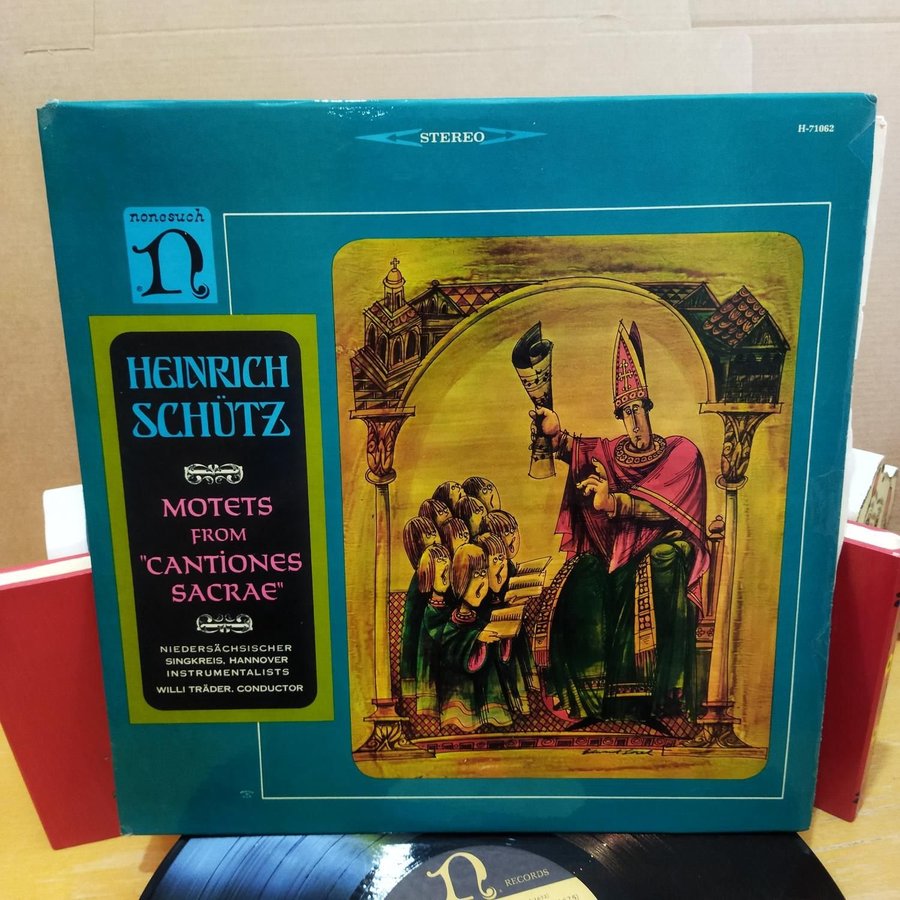 STEREO
H-71062
nonesuch
n
HEINRICH
SCHÜTZ
MOTETS
FROM
"CANTIONES
SACRAE"
NIEDERSÄCHSISCHER
SINGKREIS, HANNOVER
INSTRUMENTALISTS
WILLI TRÄDER, CONDUCTOR
n
RECORDS